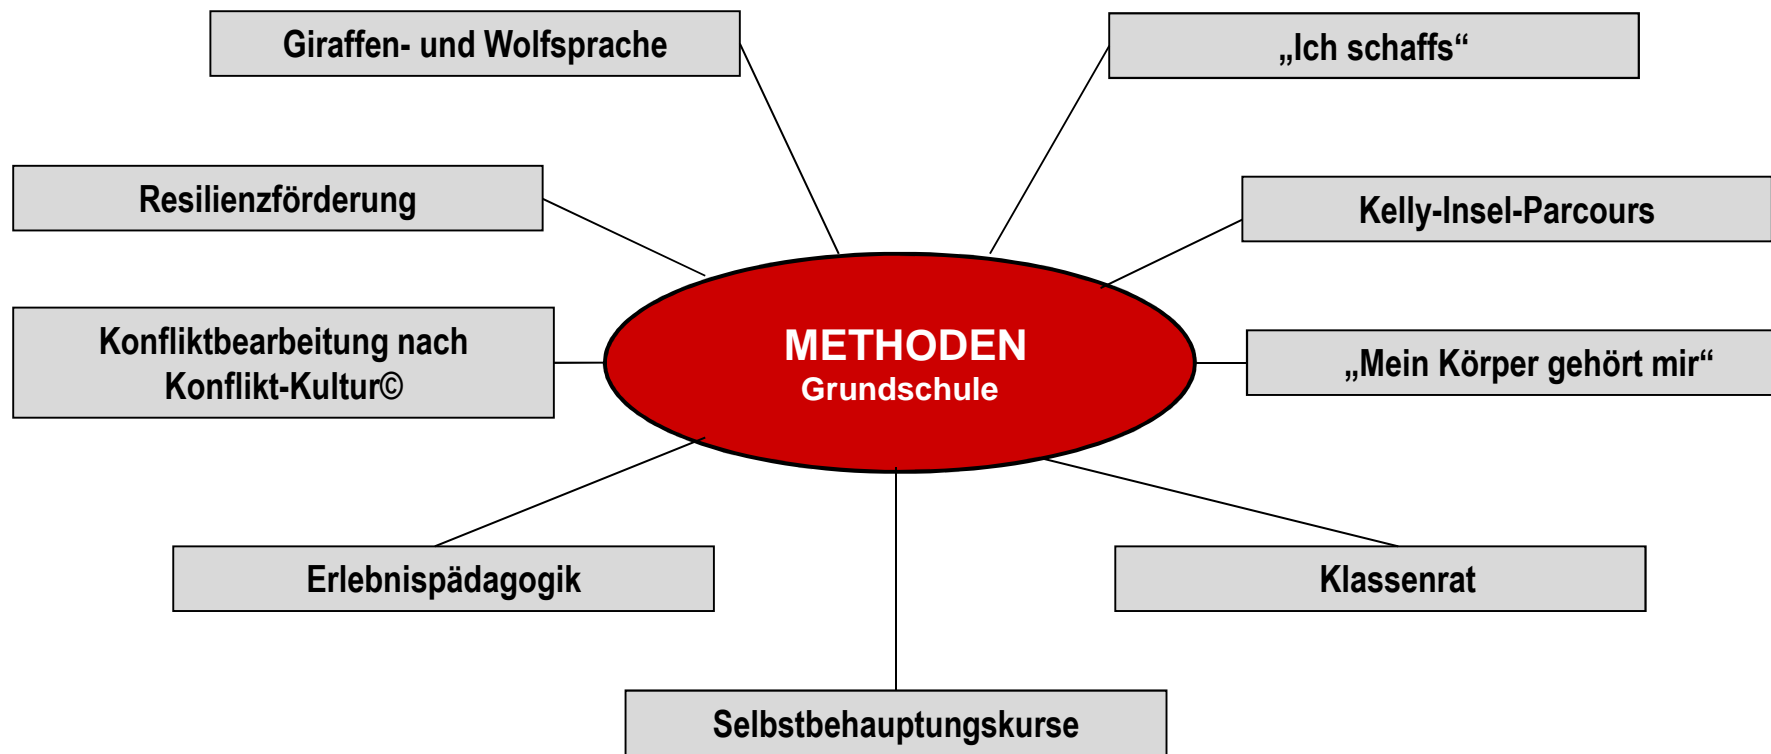 Giraffen- und Wolfsprache
„Ich schaffs“
Resilienzförderung
Kelly-Insel-Parcours
Konfliktbearbeitung nach
Konflikt-Kultur©
METHODEN
Grundschule
„Mein Körper gehört mir“
Erlebnispädagogik
Klassenrat
Selbstbehauptungskurse